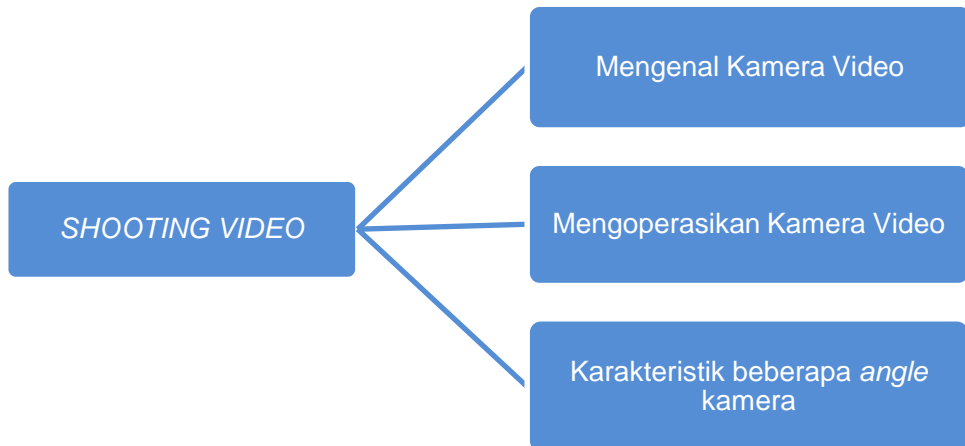 SHOOTING VIDEO
Mengenal Kamera Video
Mengoperasikan Kamera Video
Karakteristik beberapa angle
kamera